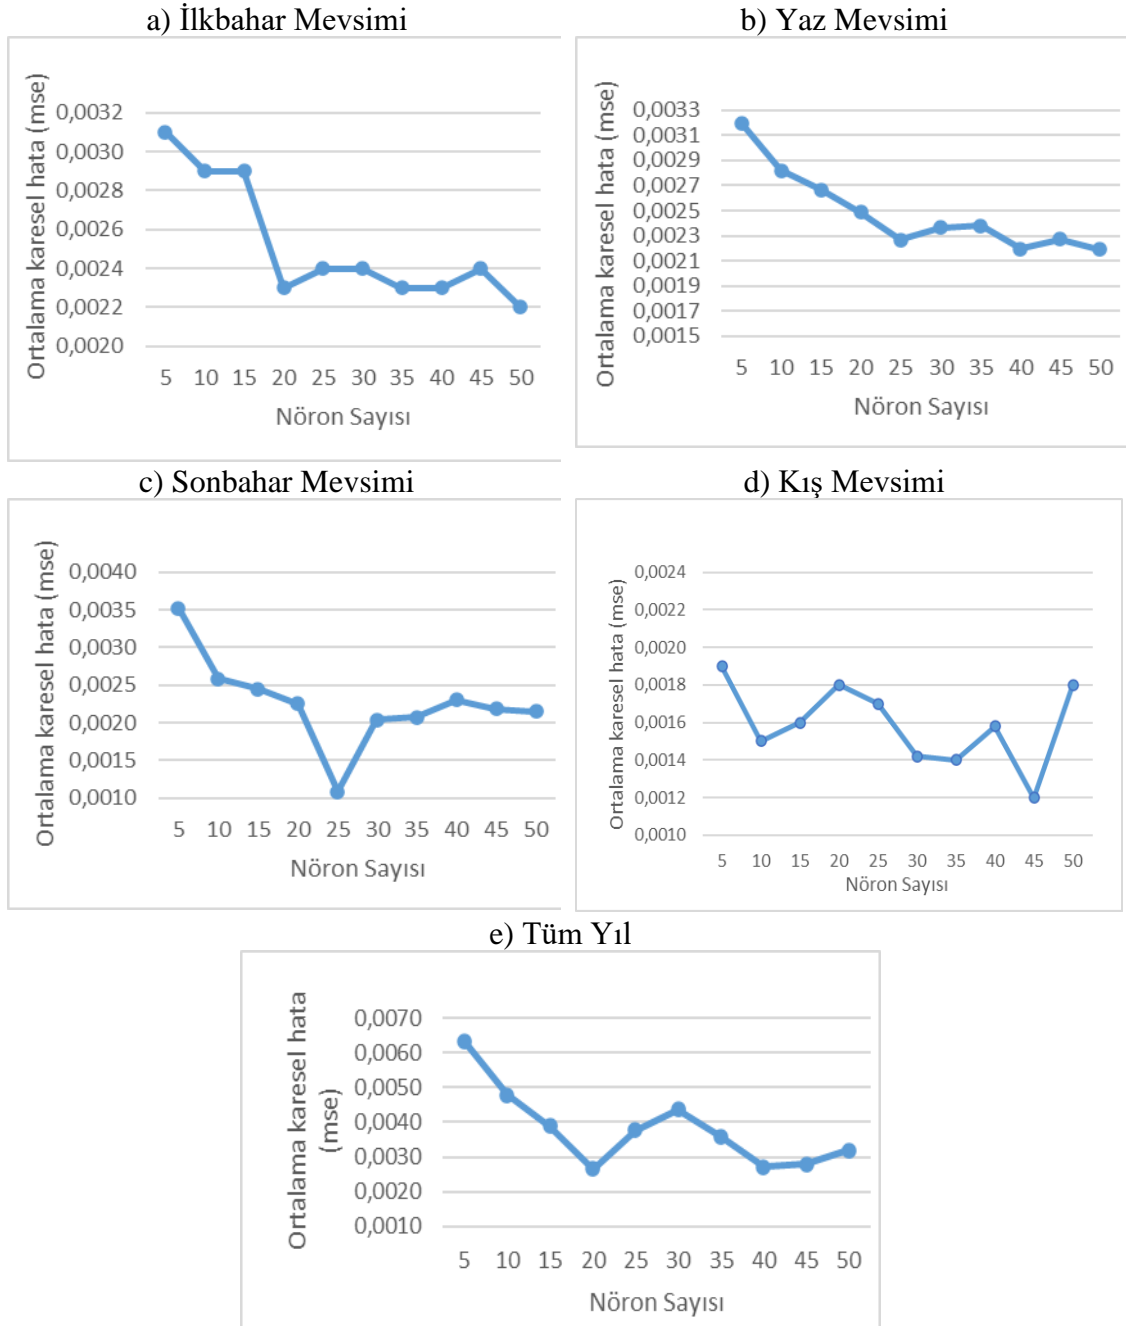 a) İlkbahar Mevsimi
Ortalama karesel hata (mse)
0,0032
0,0030
0,0028
0,0026
0,0024
0,0022
0,0020
5 10 15 20 25 30 35 40 45 50
Nöron Sayısı
b) Yaz Mevsimi
Ortalama karesel hata (mse)
0,0033
0,0031
0,0029
0,0027
0,0025
0,0023
0,0021
0,0019
0,0017
0,0015
5 10 15 20 25 30 35 40 45 50
Nöron Sayısı
c) Sonbahar Mevsimi
Ortalama karesel hata (mse)
0,0040
0,0035
0,0030
0,0025
0,0020
0,0015
0,0010
5 10 15 20 25 30 35 40 45 50
Nöron Sayısı
d) Kış Mevsimi
Ortalama karesel hata (mse)
0,0024
0,0022
0,0020
0,0018
0,0016
0,0014
0,0012
0,0010
5 10 15 20 25 30 35 40 45 50
Nöron Sayısı
e) Tüm Yıl
Ortalama karesel hata
(mse)
0,0070
0,0060
0,0050
0,0040
0,0030
0,0020
0,0010
5 10 15 20 25 30 35 40 45 50
Nöron Sayısı